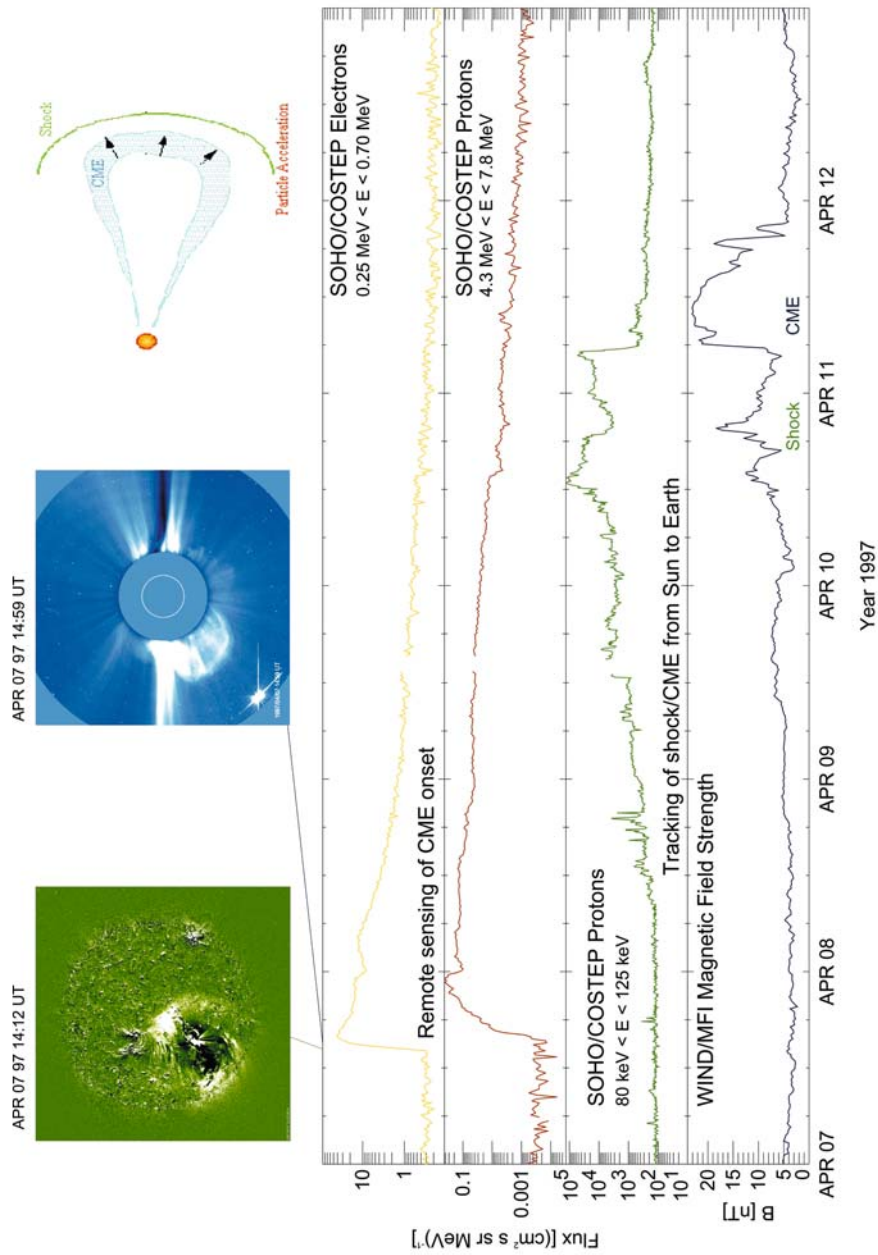 APR 07 97 14:12 UT
APR 07 97 14:59 UT
Shock
CME
Particle Acceleration
SOHO/COSTEP Electrons
0.25 MeV < E < 0.70 MeV
Remote sensing of CME onset
10
1
SOHO/COSTEP Protons
4.3 MeV < E < 7.8 MeV
0.1
0.001
SOHO/COSTEP Protons
80 keV < E < 125 keV
Tracking of shock/CME from Sun to Earth
10⁵
10⁴
10³
10²
10¹
Flux [(cm² s sr MeV)⁻¹]
WIND/MFI Magnetic Field Strength
Shock
CME
20
15
10
5
0
B [nT]
APR 07
APR 08
APR 09
APR 10
APR 11
APR 12
Year 1997